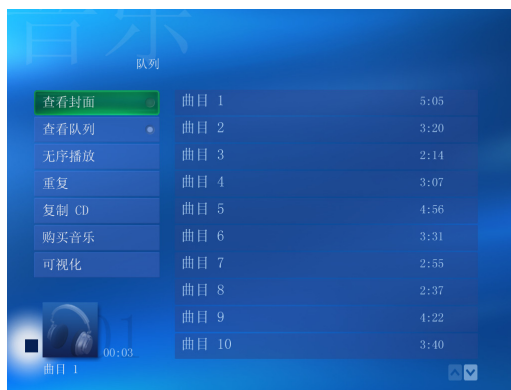 音乐
队列
查看封面
查看队列
无序播放
重复
复制 CD
购买音乐
可视化
曲目 1 5:05
曲目 2 3:20
曲目 3 2:14
曲目 4 3:07
曲目 5 4:56
曲目 6 3:31
曲目 7 2:55
曲目 8 2:37
曲目 9 4:22
曲目 10 3:40
01
00:03
曲目 1